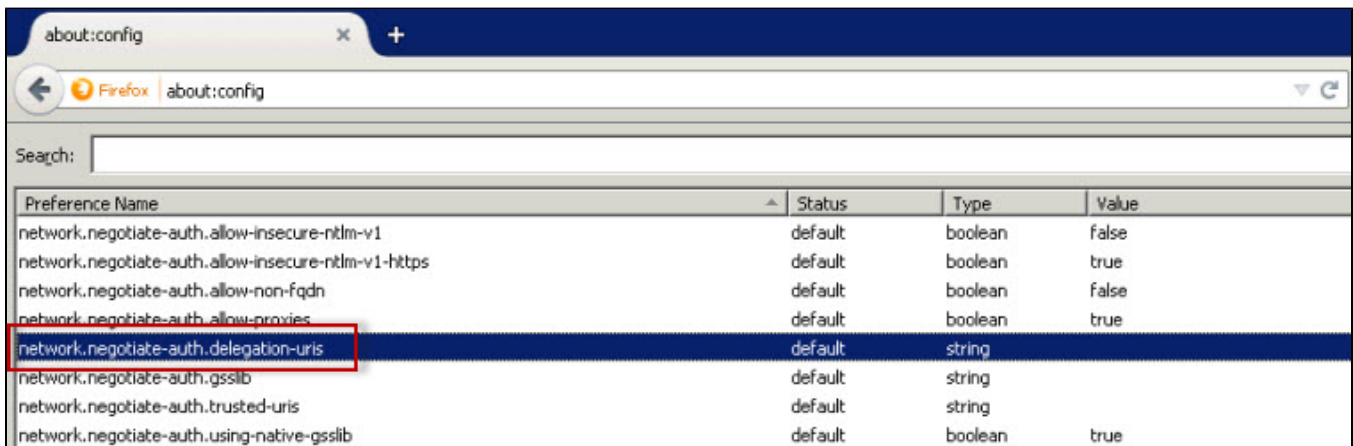 about:config
Firefox about:config
Search:
Preference Name Status Type Value
network.negotiate-auth.allow-insecure-ntlm-v1 default boolean false
network.negotiate-auth.allow-insecure-ntlm-v1-https default boolean true
network.negotiate-auth.allow-non-fqdn default boolean false
network.negotiate-auth.allow-proxies default boolean true
network.negotiate-auth.delegation-uris default string
network.negotiate-auth.gsslib default string
network.negotiate-auth.trusted-uris default string
network.negotiate-auth.using-native-gsslib default boolean true